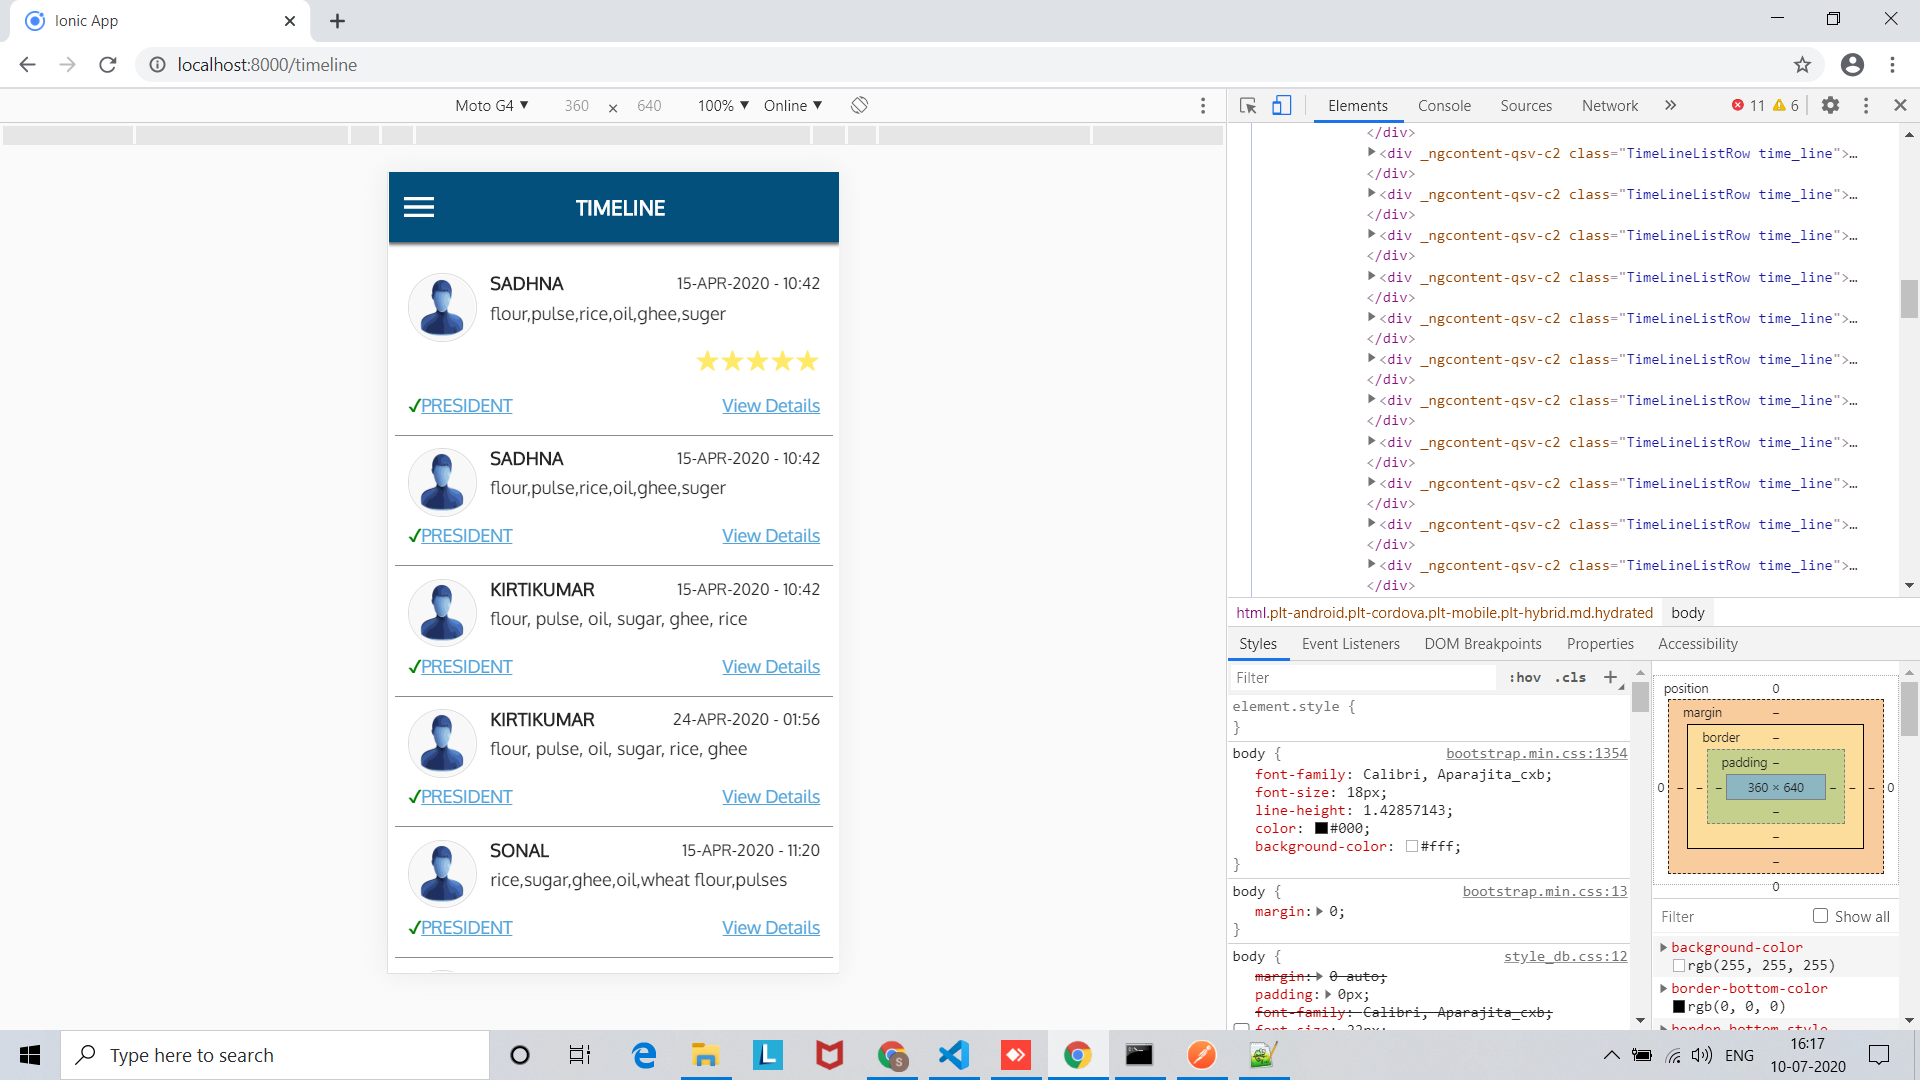 Ionic App
localhost:8000/timeline
Moto G4 ▼ 360 × 640 100% ▼ Online ▼
Elements Console Sources Network » 11 6
TIMELINE
SADHNA 15-APR-2020 - 10:42
flour,pulse,rice,oil,ghee,suger
★★★★★
✓PRESIDENT View Details
SADHNA 15-APR-2020 - 10:42
flour,pulse,rice,oil,ghee,suger
✓PRESIDENT View Details
KIRTIKUMAR 15-APR-2020 - 10:42
flour, pulse, oil, sugar, ghee, rice
✓PRESIDENT View Details
KIRTIKUMAR 24-APR-2020 - 01:56
flour, pulse, oil, sugar, rice, ghee
✓PRESIDENT View Details
SONAL 15-APR-2020 - 11:20
rice,sugar,ghee,oil,wheat flour,pulses
✓PRESIDENT View Details
</div>
▶<div _ngcontent-qsv-c2 class="TimeLineListRow time_line">…
</div>
▶<div _ngcontent-qsv-c2 class="TimeLineListRow time_line">…
</div>
▶<div _ngcontent-qsv-c2 class="TimeLineListRow time_line">…
</div>
▶<div _ngcontent-qsv-c2 class="TimeLineListRow time_line">…
</div>
▶<div _ngcontent-qsv-c2 class="TimeLineListRow time_line">…
</div>
▶<div _ngcontent-qsv-c2 class="TimeLineListRow time_line">…
</div>
▶<div _ngcontent-qsv-c2 class="TimeLineListRow time_line">…
</div>
▶<div _ngcontent-qsv-c2 class="TimeLineListRow time_line">…
</div>
▶<div _ngcontent-qsv-c2 class="TimeLineListRow time_line">…
</div>
▶<div _ngcontent-qsv-c2 class="TimeLineListRow time_line">…
</div>
▶<div _ngcontent-qsv-c2 class="TimeLineListRow time_line">…
</div>
html.plt-android.plt-cordova.plt-mobile.plt-hybrid.md.hydrated body
Styles Event Listeners DOM Breakpoints Properties Accessibility
Filter :hov .cls +
element.style {
}
body { bootstrap.min.css:1354
font-family: Calibri, Aparajita_cxb;
font-size: 18px;
line-height: 1.42857143;
color: #000;
background-color: #fff;
}
body { bootstrap.min.css:13
margin:▶ 0;
}
body { style_db.css:12
margin:▶ 0 auto;
padding:▶ 0px;
font-family: Calibri, Aparajita_cxb;
font-size: 22px;
position 0
margin –
border –
padding –
0 – – – 360 × 640 – – – 0
–
–
–
0
Filter Show all
▶background-color
rgb(255, 255, 255)
▶border-bottom-color
rgb(0, 0, 0)
▶border-bottom-style
Type here to search
L
S
ENG
16:17
10-07-2020